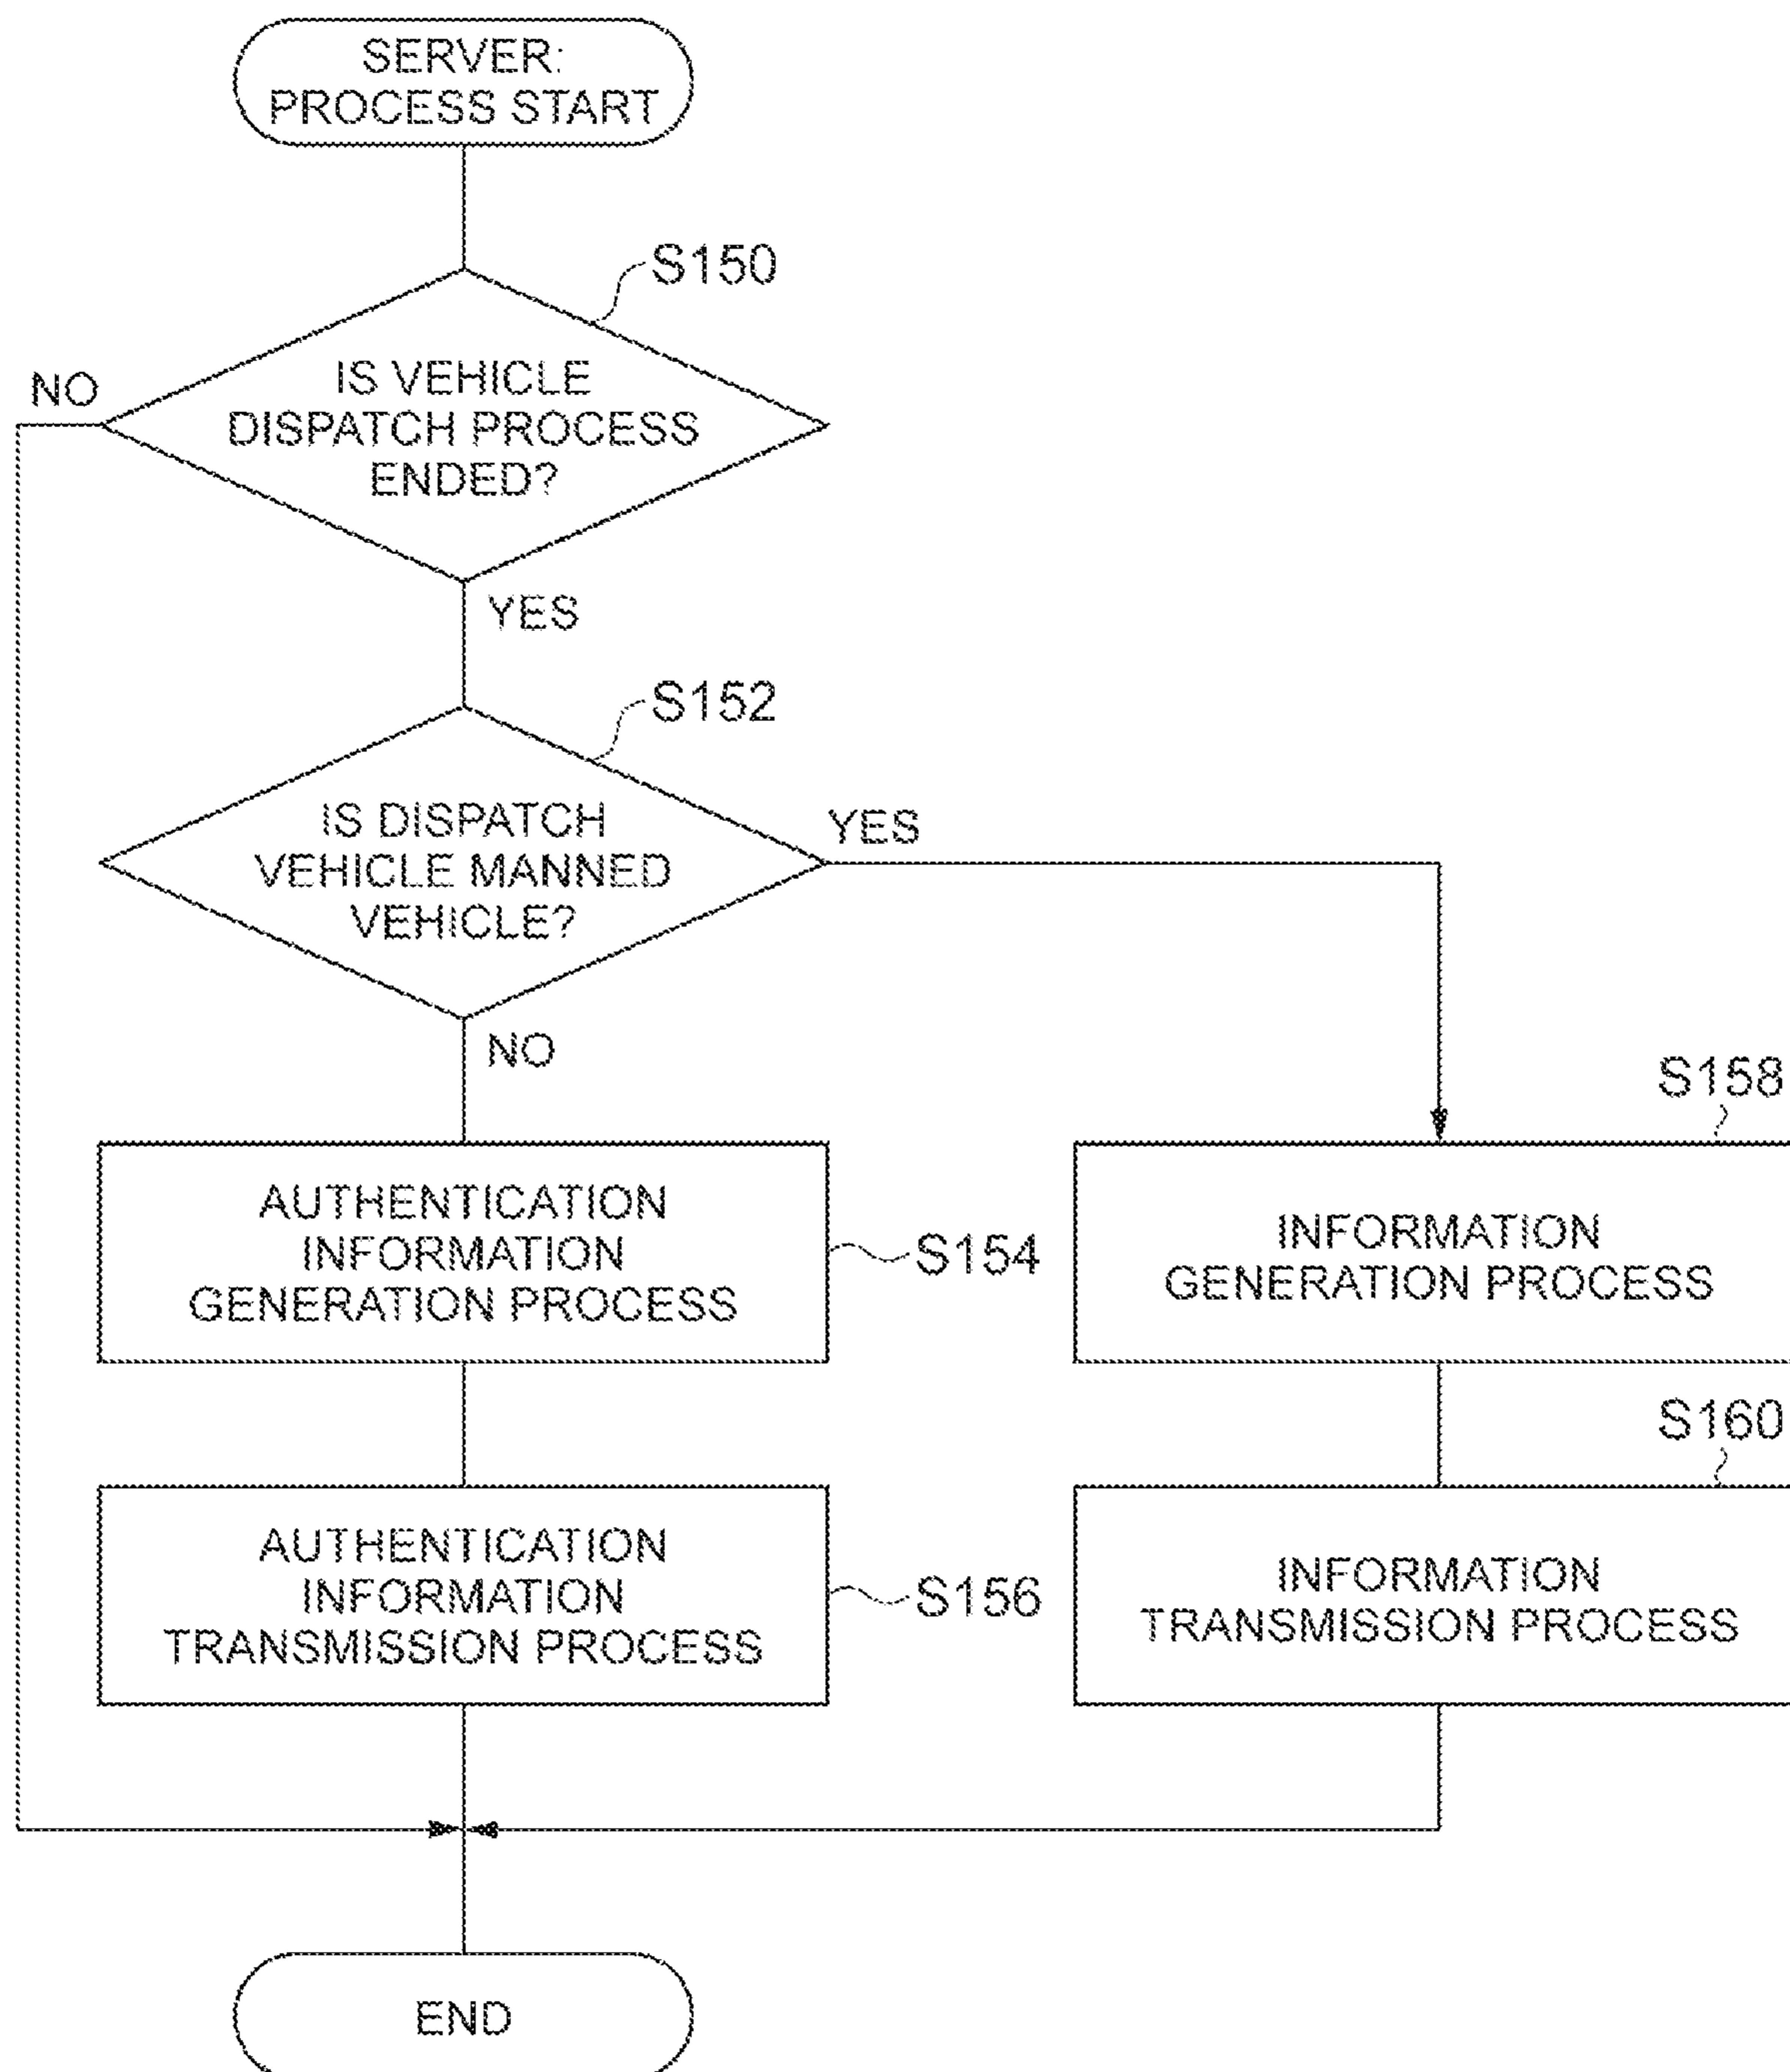 SERVER:
PROCESS START
S150
IS VEHICLE
DISPATCH PROCESS
ENDED?
NO
YES
S152
IS DISPATCH
VEHICLE MANNED
VEHICLE?
YES
NO
S158
AUTHENTICATION
INFORMATION
GENERATION PROCESS
S154
INFORMATION
GENERATION PROCESS
S160
AUTHENTICATION
INFORMATION
TRANSMISSION PROCESS
S156
INFORMATION
TRANSMISSION PROCESS
END